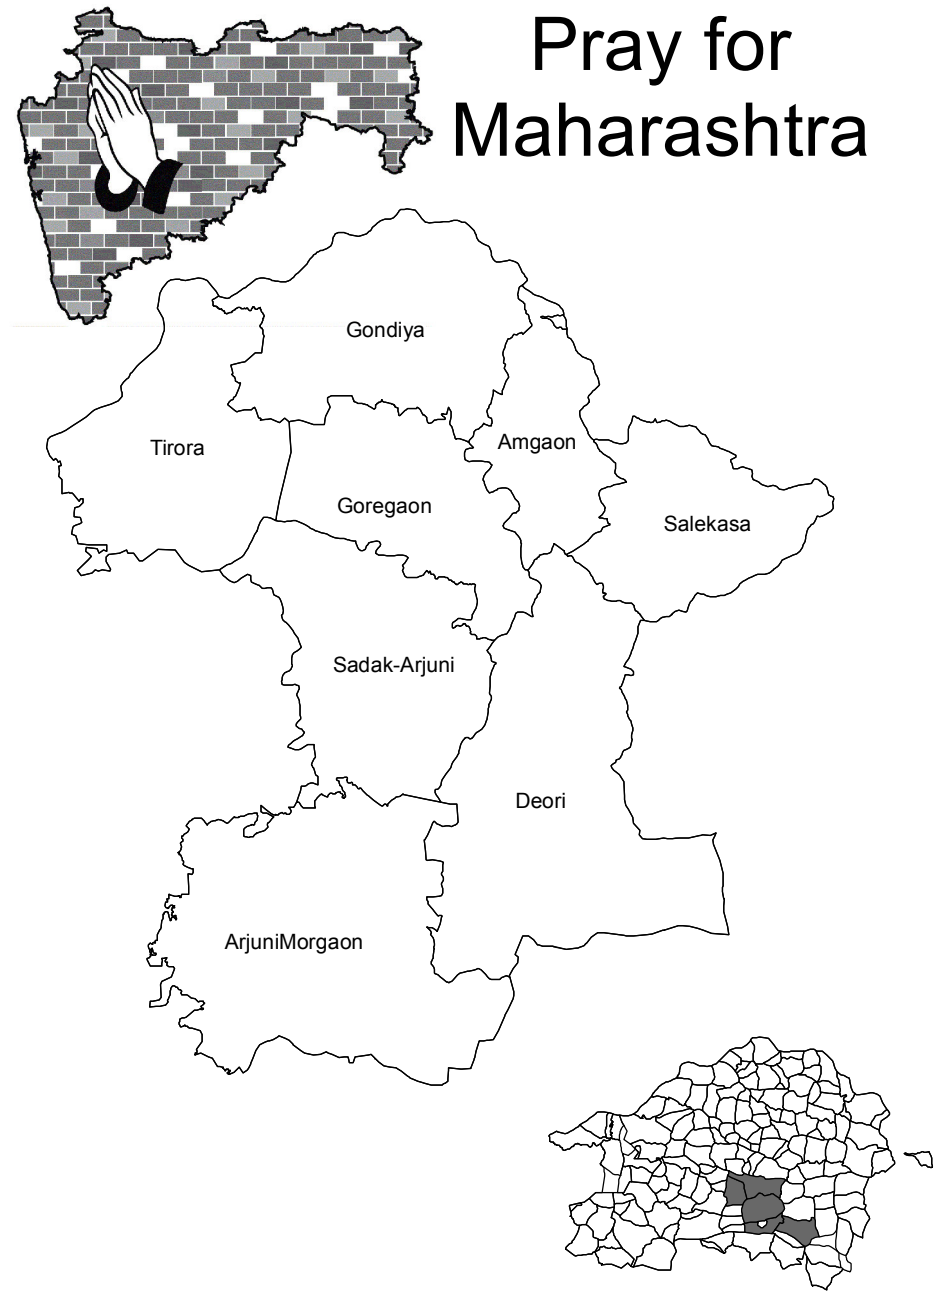 Pray for
Maharashtra
Gondiya
Tirora
Amgaon
Goregaon
Salekasa
Sadak-Arjuni
Deori
ArjuniMorgaon